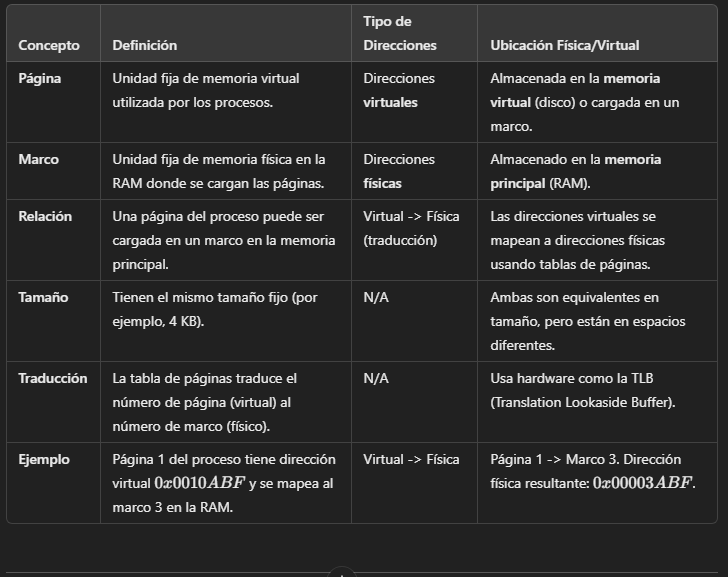 Concepto Definición Tipo de Direcciones Ubicación Física/Virtual
Página
Unidad fija de memoria virtual
utilizada por los procesos.
Direcciones
virtuales
Almacenada en la memoria
virtual (disco) o cargada en un
marco.
Marco
Unidad fija de memoria física en la
RAM donde se cargan las páginas.
Direcciones
físicas
Almacenado en la memoria
principal (RAM).
Relación
Una página del proceso puede ser
cargada en un marco en la memoria
principal.
Virtual -> Física
(traducción)
Las direcciones virtuales se
mapean a direcciones físicas
usando tablas de páginas.
Tamaño
Tienen el mismo tamaño fijo (por
ejemplo, 4 KB).
N/A
Ambas son equivalentes en
tamaño, pero están en espacios
diferentes.
Traducción
La tabla de páginas traduce el
número de página (virtual) al
número de marco (físico).
N/A
Usa hardware como la TLB
(Translation Lookaside Buffer).
Ejemplo
Página 1 del proceso tiene dirección
virtual 0x0010ABF y se mapea al
marco 3 en la RAM.
Virtual -> Física
Página 1 -> Marco 3. Dirección
física resultante: 0x00003ABF.